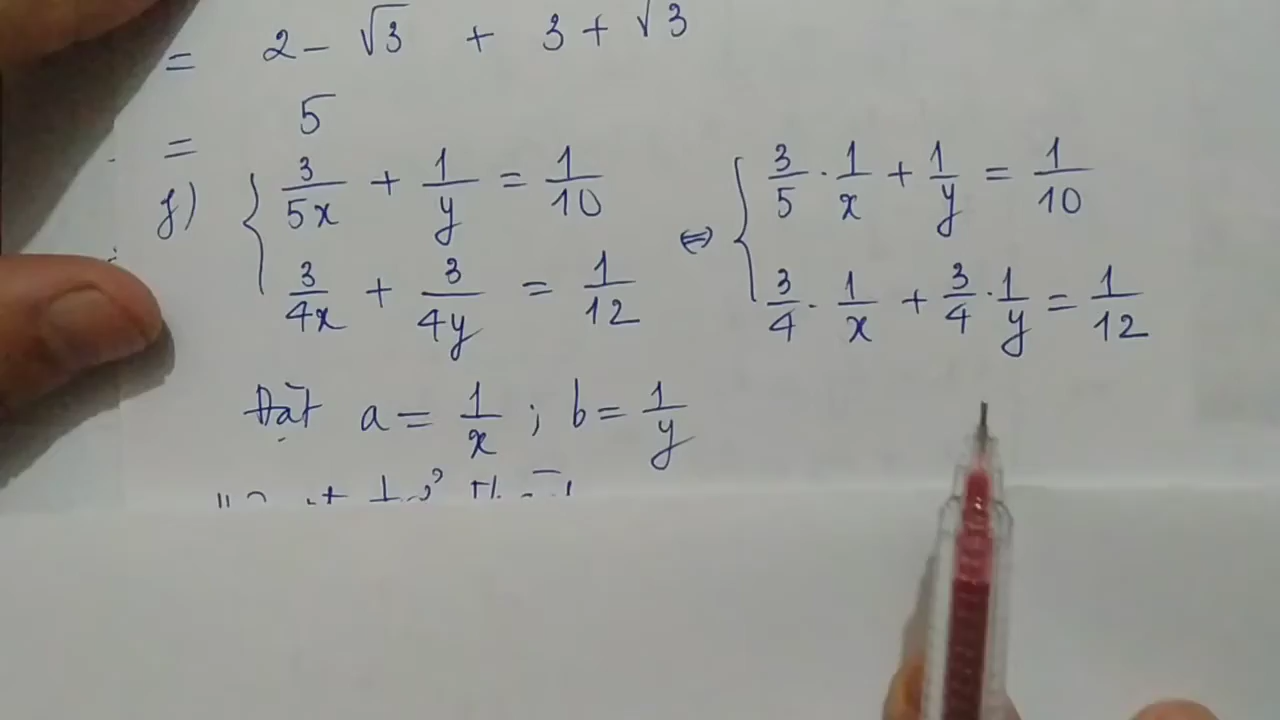 = 2 - √3 + 3 + √3
= 5
g) { 3/5x + 1/y = 1/10 ⇔ { 3/5 . 1/x + 1/y = 1/10
3/4x + 3/4y = 1/12 3/4 . 1/x + 3/4 . 1/y = 1/12
Đặt a = 1/x ; b = 1/y